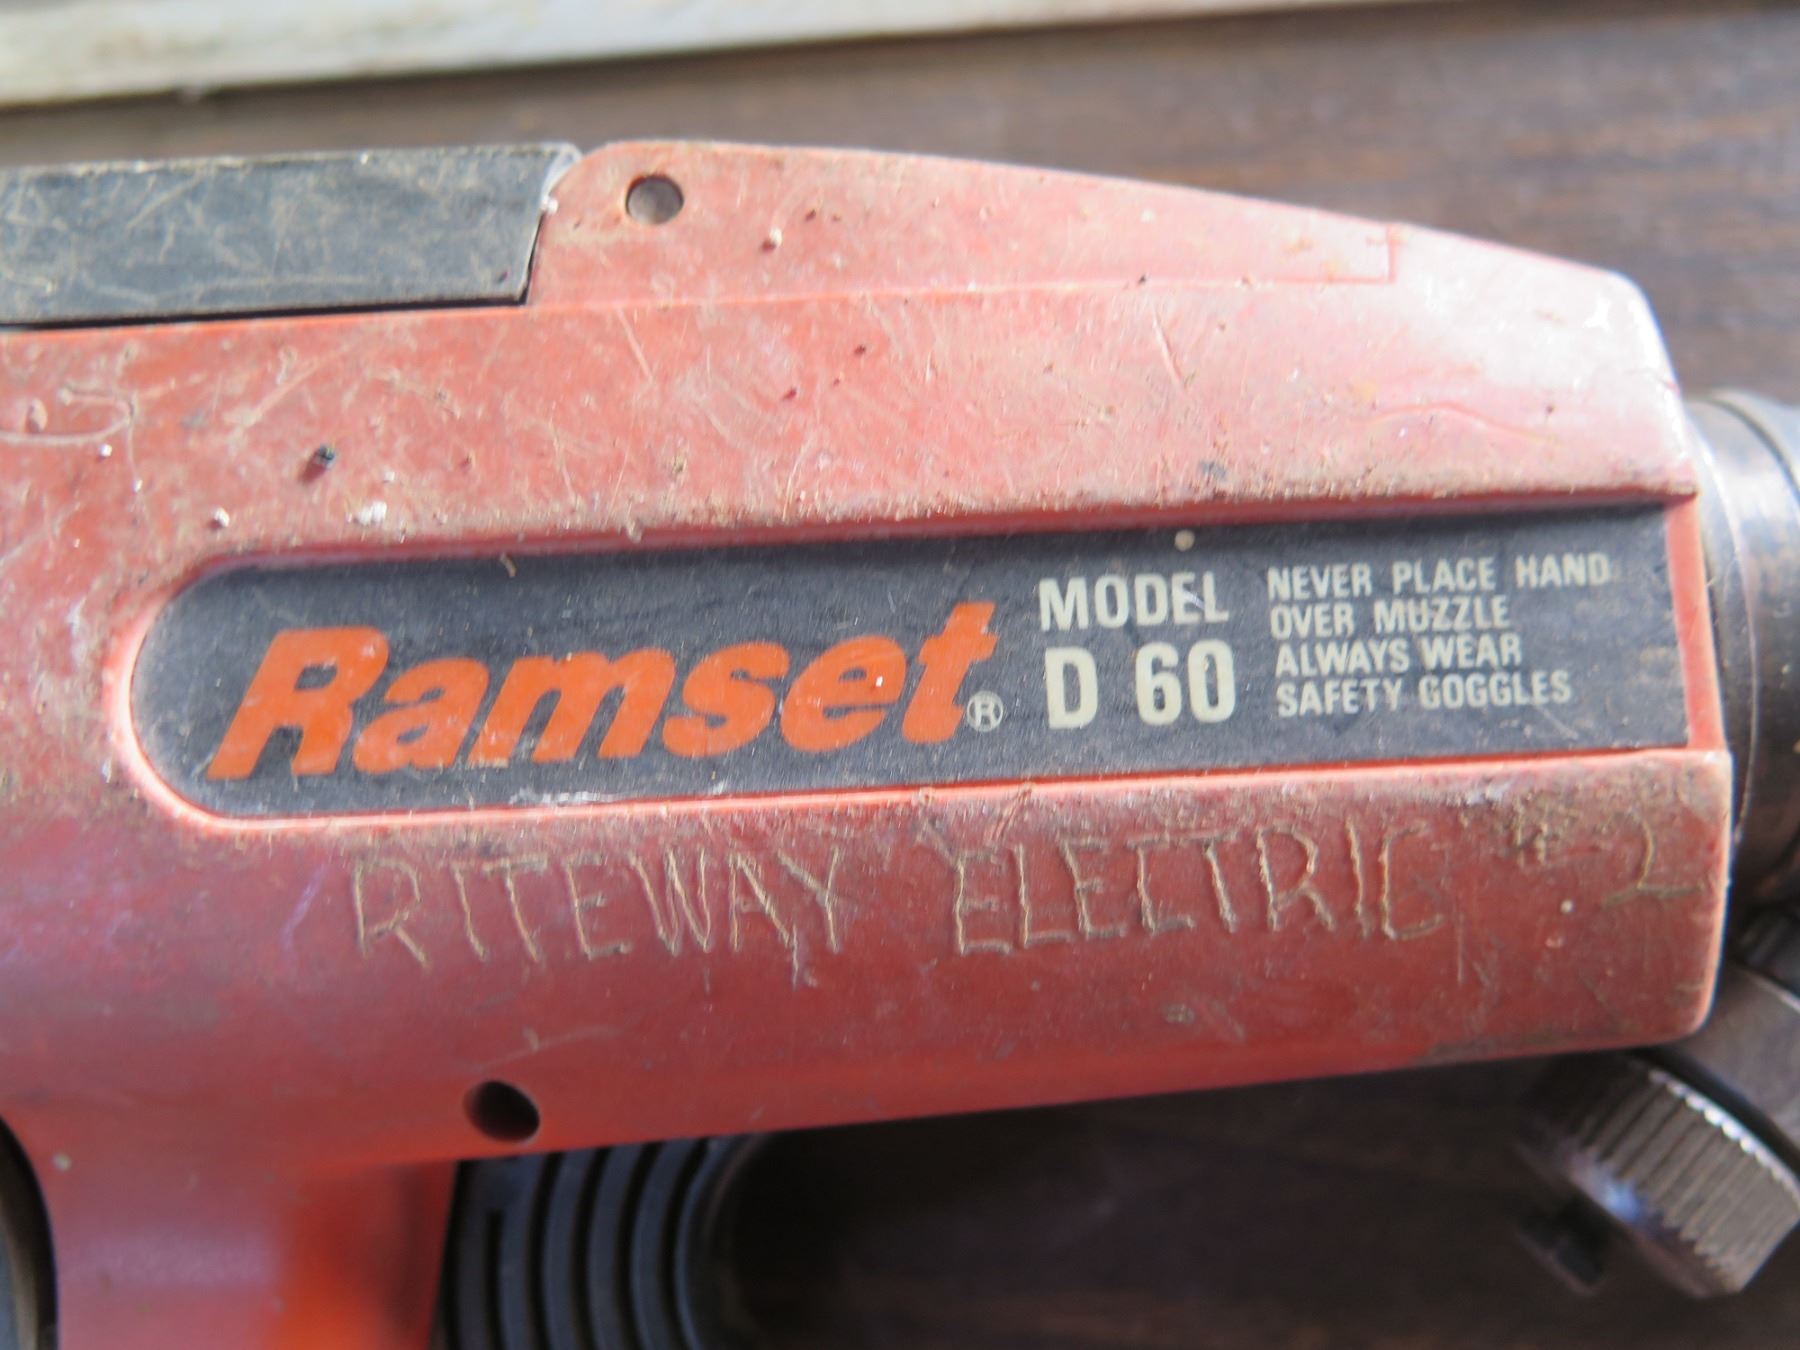 Ramset®
MODEL
D 60
NEVER PLACE HAND
OVER MUZZLE
ALWAYS WEAR
SAFETY GOGGLES
RITEWAY ELECTRIC # 2